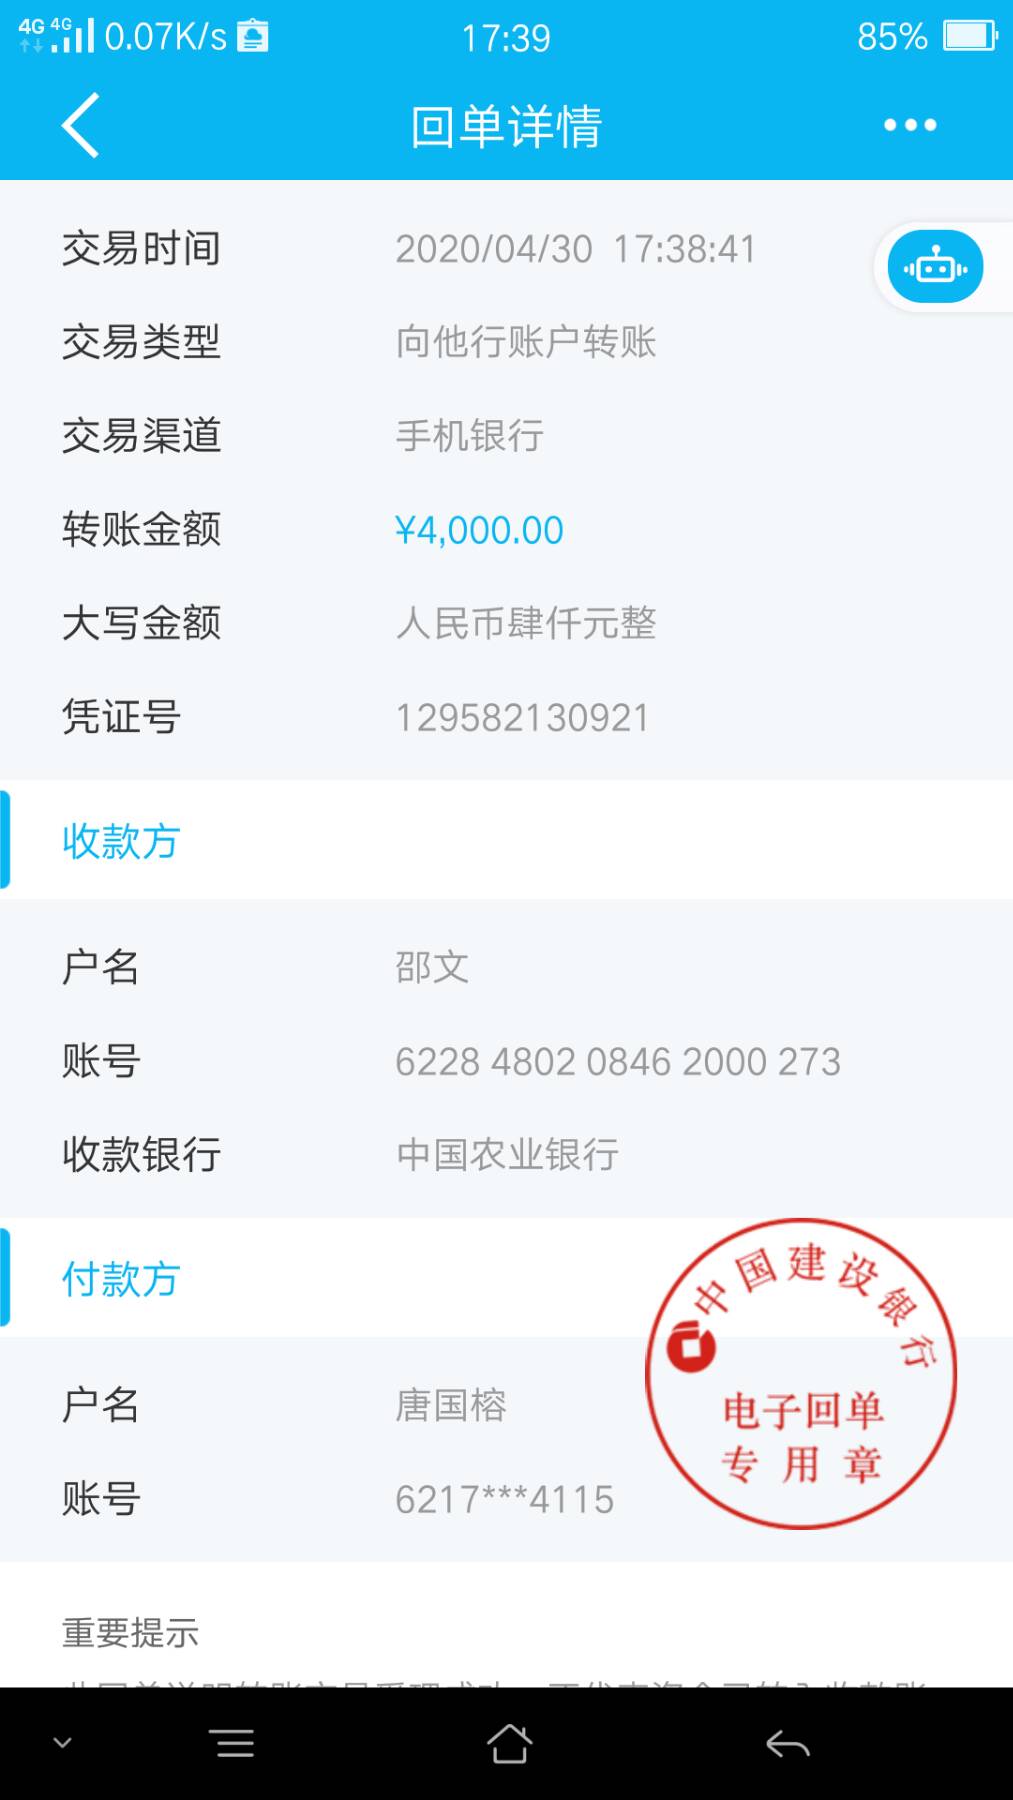 4G 4G 0.07K/s 17:39 85%
回单详情
交易时间 2020/04/30 17:38:41
交易类型 向他行账户转账
交易渠道 手机银行
转账金额 ¥4,000.00
大写金额 人民币肆仟元整
凭证号 129582130921
收款方
户名 邵文
账号 6228 4802 0846 2000 273
收款银行 中国农业银行
付款方
中国建设银行
电子回单
专用章
户名 唐国榕
账号 6217***4115
重要提示